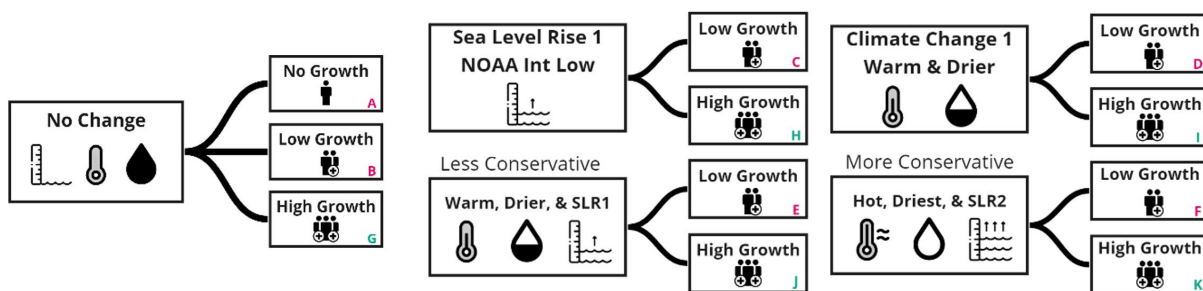 No Change
No Growth
A
Low Growth
B
High Growth
G
Sea Level Rise 1
NOAA Int Low
Low Growth
C
High Growth
H
Climate Change 1
Warm & Drier
Low Growth
D
High Growth
I
Less Conservative
Warm, Drier, & SLR1
Low Growth
E
High Growth
J
More Conservative
Hot, Driest, & SLR2
Low Growth
F
High Growth
K